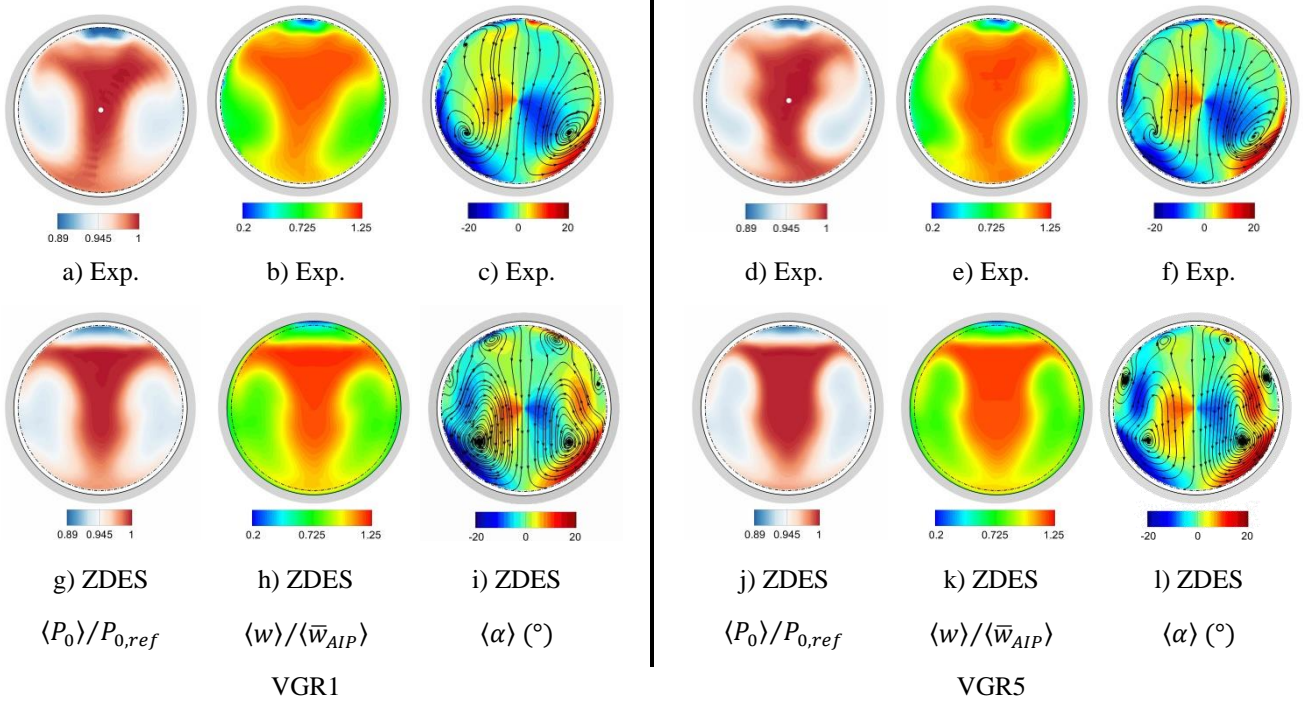 0.2 0.725 1.25 -20 0 20 0.2 0.725 1.25 -20 0 20
0.89 0.945 1 0.89 0.945 1
a) Exp. b) Exp. c) Exp. d) Exp. e) Exp. f) Exp.
0.89 0.945 1 0.2 0.725 1.25 -20 0 20 0.89 0.945 1 0.2 0.725 1.25 -20 0 20
g) ZDES h) ZDES i) ZDES j) ZDES k) ZDES l) ZDES
⟨P₀⟩/P₀,ref ⟨w⟩/⟨w̅AIP⟩ ⟨α⟩ (°) ⟨P₀⟩/P₀,ref ⟨w⟩/⟨w̅AIP⟩ ⟨α⟩ (°)
VGR1 VGR5